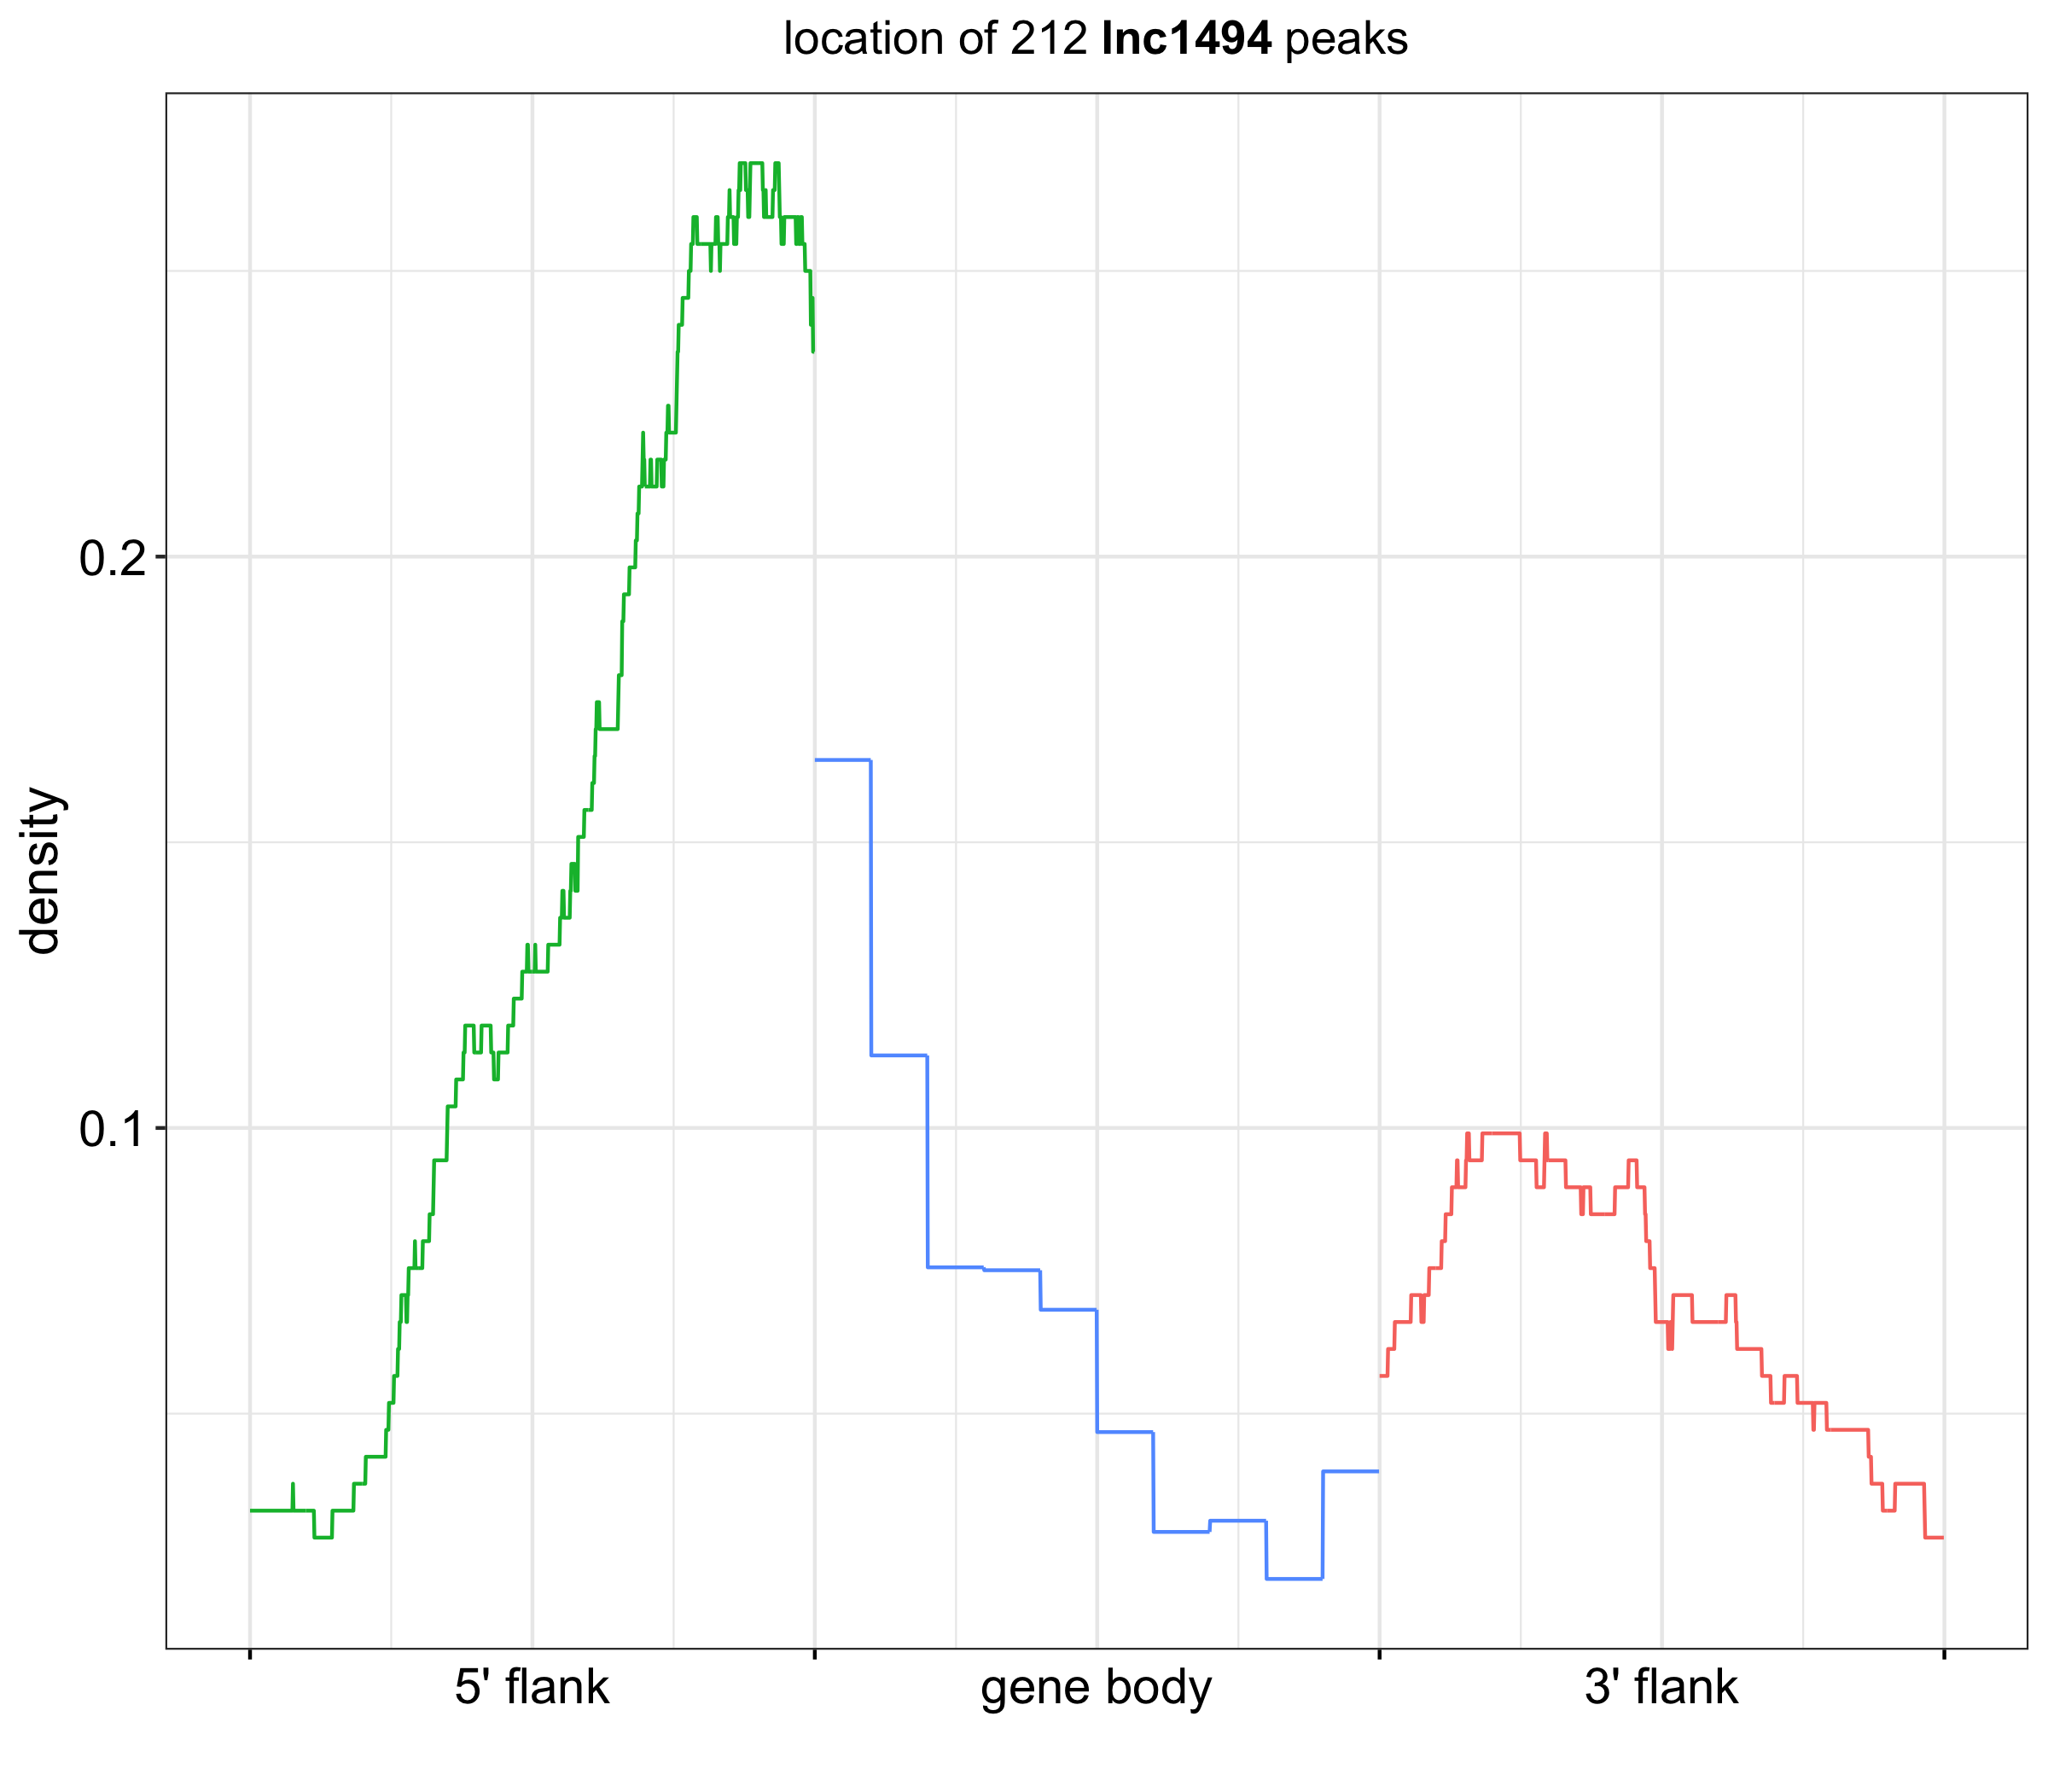 location of 212 lnc1494 peaks
density
0.2
0.1
5' flank
gene body
3' flank